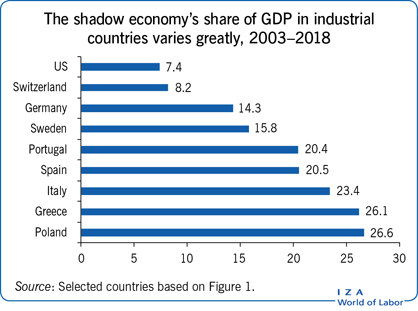 The shadow economy's share of GDP in industrial
countries varies greatly, 2003–2018
US 7.4
Switzerland 8.2
Germany 14.3
Sweden 15.8
Portugal 20.4
Spain 20.5
Italy 23.4
Greece 26.1
Poland 26.6
0 5 10 15 20 25 30
Source: Selected countries based on Figure 1.
I Z A
World of Labor